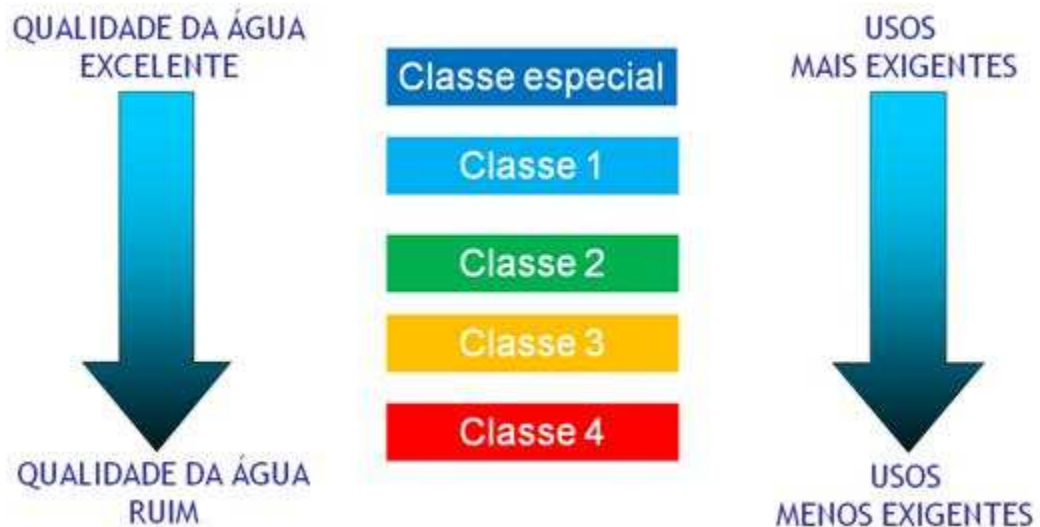 QUALIDADE DA ÁGUA
EXCELENTE
USOS
MAIS EXIGENTES
Classe especial
Classe 1
Classe 2
Classe 3
Classe 4
QUALIDADE DA ÁGUA
RUIM
USOS
MENOS EXIGENTES